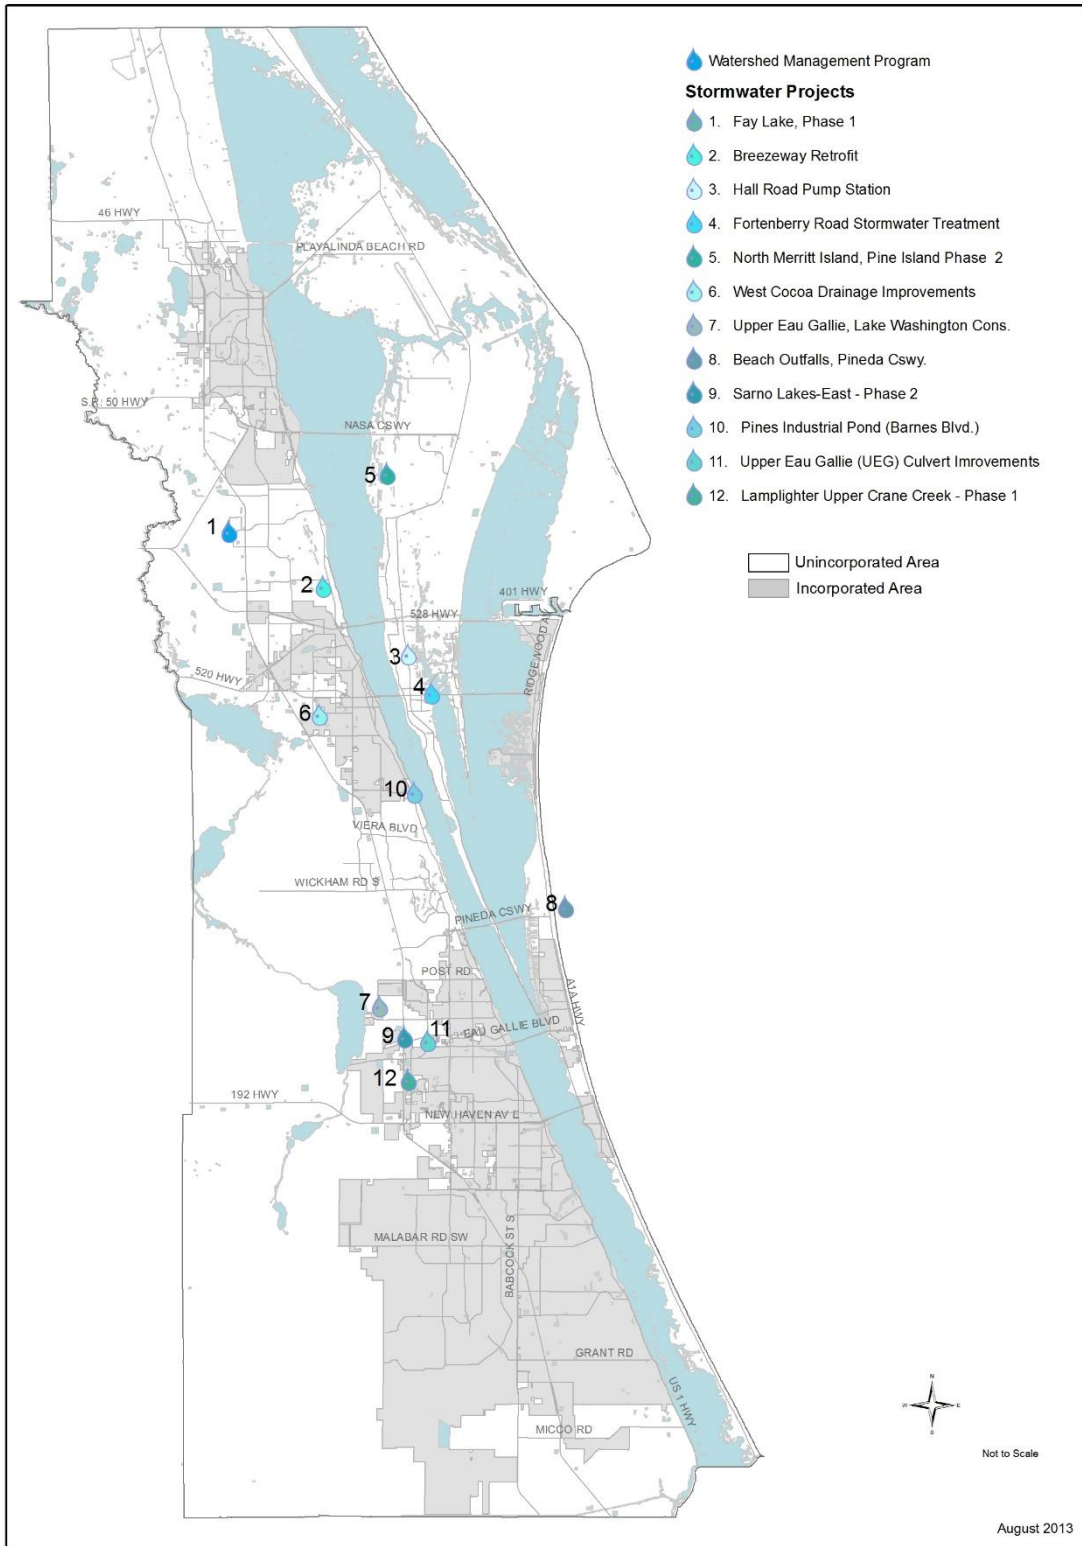 Watershed Management Program
Stormwater Projects
1. Fay Lake, Phase 1
2. Breezeway Retrofit
3. Hall Road Pump Station
4. Fortenberry Road Stormwater Treatment
5. North Merritt Island, Pine Island Phase 2
6. West Cocoa Drainage Improvements
7. Upper Eau Gallie, Lake Washington Cons.
8. Beach Outfalls, Pineda Cswy.
9. Sarno Lakes-East - Phase 2
10. Pines Industrial Pond (Barnes Blvd.)
11. Upper Eau Gallie (UEG) Culvert Imrovements
12. Lamplighter Upper Crane Creek - Phase 1
Unincorporated Area
Incorporated Area
46 HWY
PLAYALINDA BEACH RD
S.R. 50 HWY
NASA CSWY
5
1
2
401 HWY
528 HWY
RIDGEWOOD AV
3
520 HWY
4
6
10
VIERA BLVD
WICKHAM RD S
8
PINEDA CSWY
POST RD
A1A HWY
7
9
11
EAU GALLIE BLVD
12
192 HWY
NEW HAVEN AV E
MALABAR RD SW
BABCOCK ST S
GRANT RD
US 1 HWY
MICCO RD
N
W
E
S
Not to Scale
August 2013